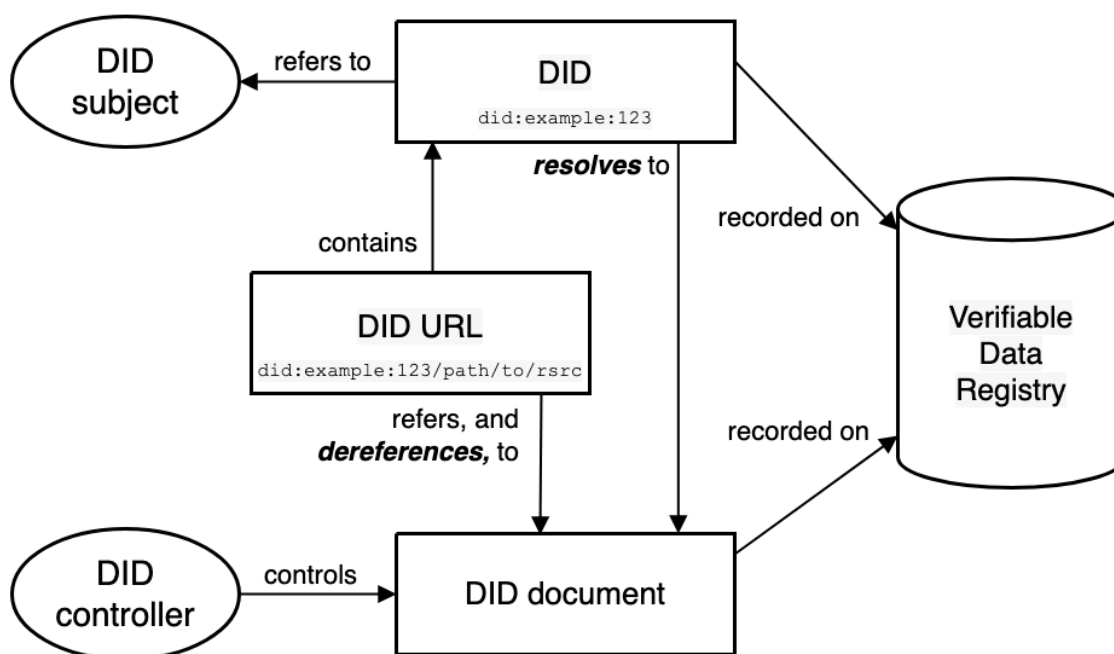 DID
subject
refers to
DID
did:example:123
resolves to
recorded on
contains
DID URL
did:example:123/path/to/rsrc
Verifiable
Data
Registry
refers, and
dereferences, to
recorded on
DID
controller
controls
DID document